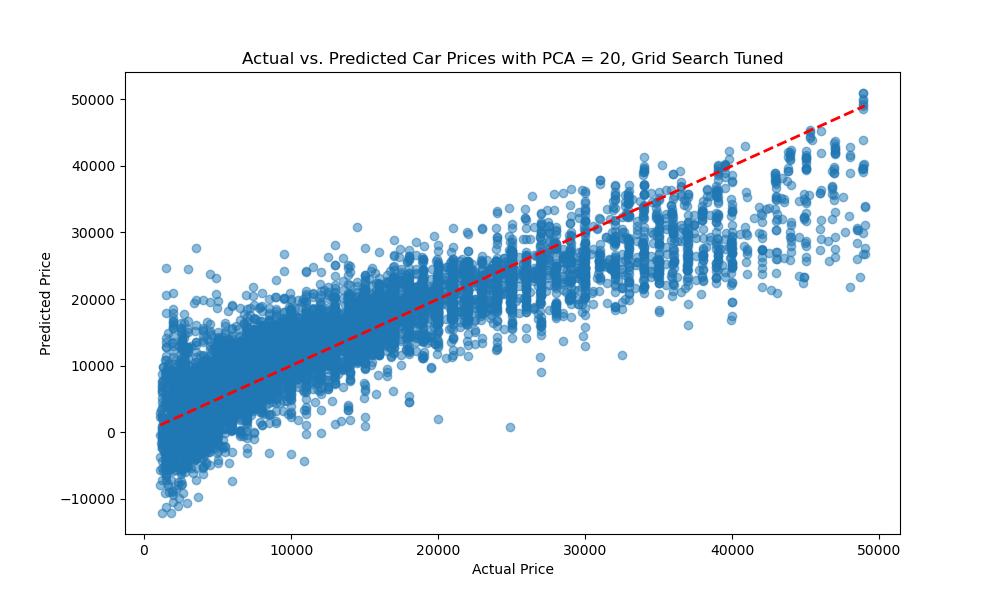 Actual vs. Predicted Car Prices with PCA = 20, Grid Search Tuned
Predicted Price
50000
40000
30000
20000
10000
0
−10000
0 10000 20000 30000 40000 50000
Actual Price